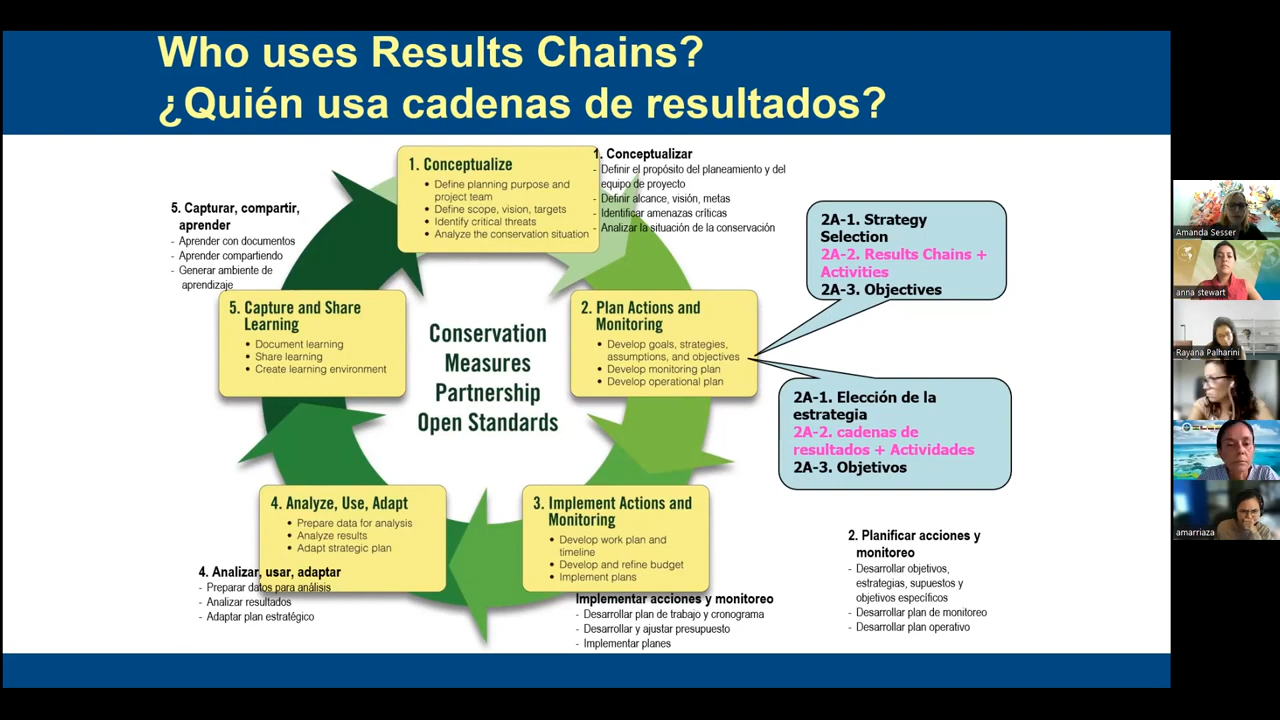 Who uses Results Chains?
¿Quién usa cadenas de resultados?
1. Conceptualize
• Define planning purpose and
project team
• Define scope, vision, targets
• Identify critical threats
• Analyze the conservation situation
1. Conceptualizar
- Definir el propósito del planeamiento y del
equipo de proyecto
- Definir alcance, visión, metas
- Identificar amenazas críticas
- Analizar la situación de la conservación
5. Capturar, compartir,
aprender
- Aprender con documentos
- Aprender compartiendo
- Generar ambiente de
aprendizaje
5. Capture and Share
Learning
• Document learning
• Share learning
• Create learning environment
Conservation
Measures
Partnership
Open Standards
2. Plan Actions and
Monitoring
• Develop goals, strategies,
assumptions, and objectives
• Develop monitoring plan
• Develop operational plan
2A-1. Strategy
Selection
2A-2. Results Chains +
Activities
2A-3. Objectives
2A-1. Elección de la
estrategia
2A-2. cadenas de
resultados + Actividades
2A-3. Objetivos
4. Analyze, Use, Adapt
• Prepare data for analysis
• Analyze results
• Adapt strategic plan
4. Analizar, usar, adaptar
- Preparar datos para análisis
- Analizar resultados
- Adaptar plan estratégico
3. Implement Actions and
Monitoring
• Develop work plan and
timeline
• Develop and refine budget
• Implement plans
Implementar acciones y monitoreo
- Desarrollar plan de trabajo y cronograma
- Desarrollar y ajustar presupuesto
- Implementar planes
2. Planificar acciones y
monitoreo
- Desarrollar objetivos,
estrategias, supuestos y
objetivos específicos
- Desarrollar plan de monitoreo
- Desarrollar plan operativo
Amanda Sesser
anna stewart
Rayana Palharini
amarriaza